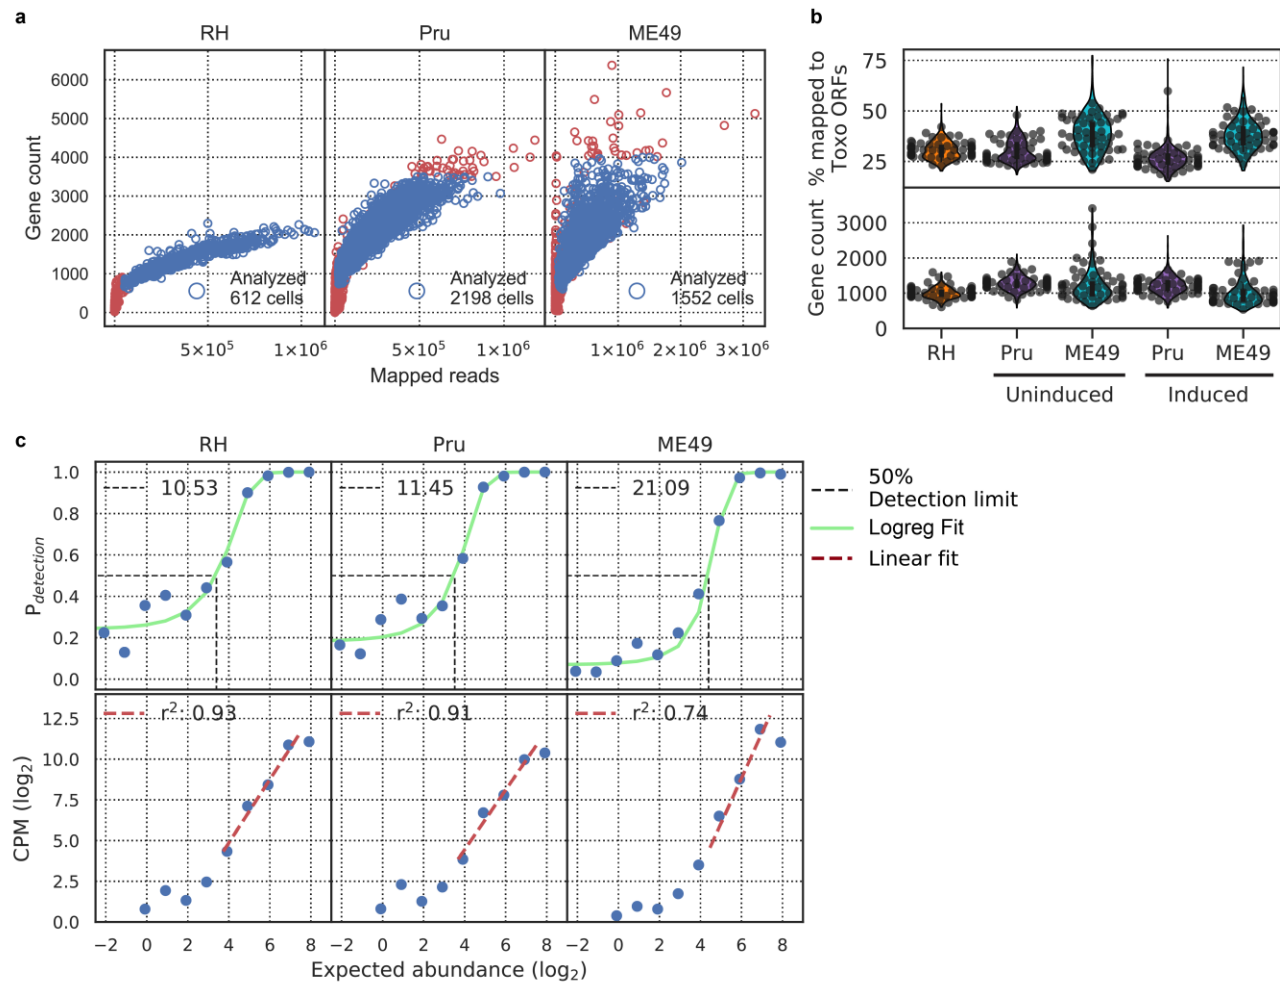 a
RH Pru ME49
Gene count
6000
5000
4000
3000
2000
1000
0
Analyzed
612 cells
Analyzed
2198 cells
Analyzed
1552 cells
5×10⁵ 1×10⁶ 5×10⁵ 1×10⁶ 1×10⁶ 2×10⁶ 3×10⁶
Mapped reads
b
% mapped to
Toxo ORFs
75
50
25
Gene count
3000
2000
1000
0
RH Pru ME49 Pru ME49
Uninduced Induced
c
RH Pru ME49
P_detection
1.0
0.8
0.6
0.4
0.2
0.0
10.53 11.45 21.09
50%
Detection limit
Logreg Fit
Linear fit
CPM (log₂)
12.5
10.0
7.5
5.0
2.5
0.0
r²: 0.93 r²: 0.91 r²: 0.74
−2 0 2 4 6 8 −2 0 2 4 6 8 −2 0 2 4 6 8
Expected abundance (log₂)